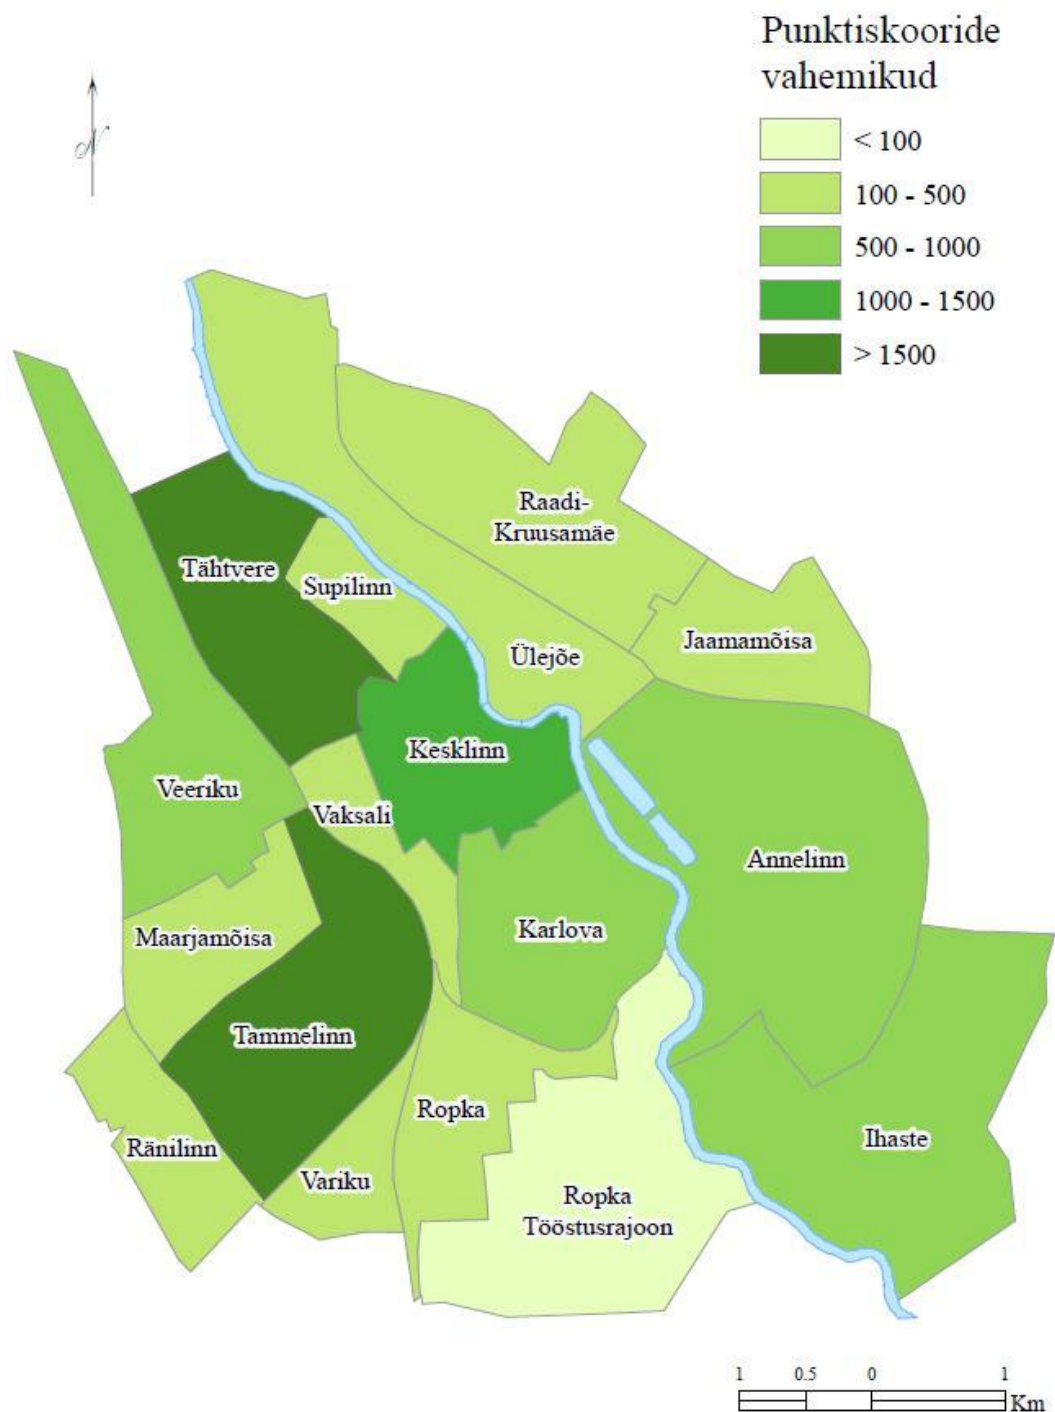 Punktiskooride
vahemikud
< 100
100 - 500
500 - 1000
1000 - 1500
> 1500
N
Raadi-
Kruusamäe
Tähtvere
Supilinn
Jaamamõisa
Ülejõe
Kesklinn
Veeriku
Vaksali
Annelinn
Karlova
Maarjamõisa
Tammelinn
Ropka
Ihaste
Ränilinn
Variku
Ropka
Tööstusrajoon
1 0.5 0 1
Km